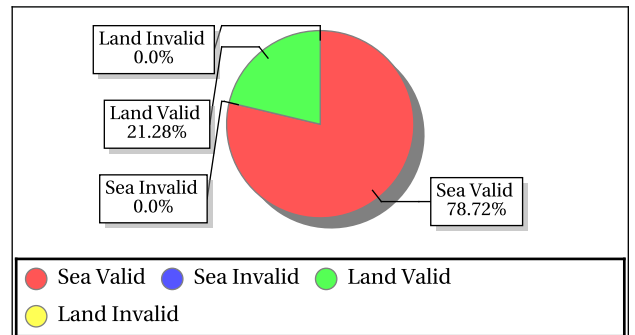 Land Invalid
0.0%
Land Valid
21.28%
Sea Invalid
0.0%
Sea Valid
78.72%
Sea Valid
Sea Invalid
Land Valid
Land Invalid